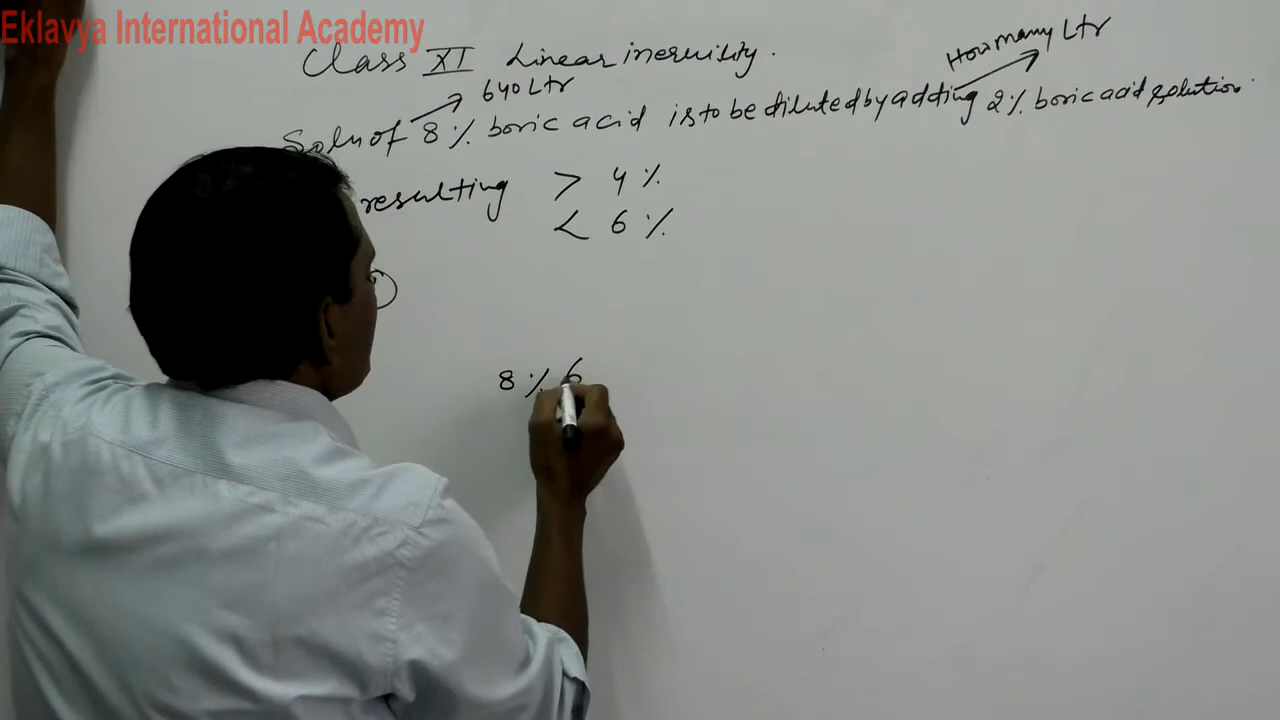 Eklavya International Academy
Class XI Linear inequility.
640 Ltr
How many Ltr
Soln of 8 % boric acid is to be diluted by adding 2 % boric acid solution.
resulting > 4 %
< 6 %
8 % 6